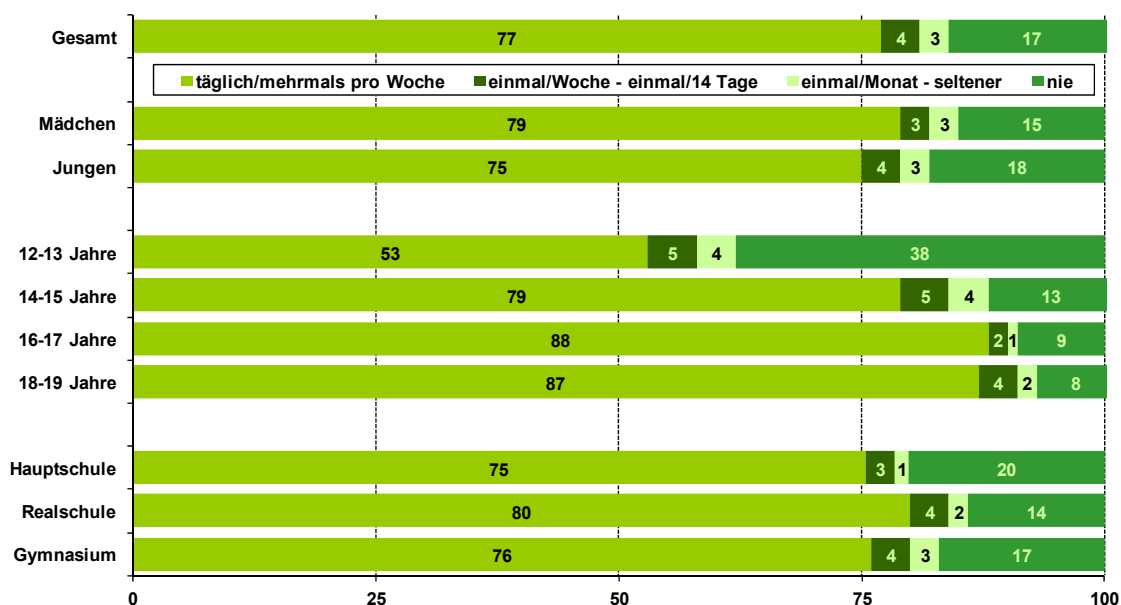 Gesamt 77 4 3 17
täglich/mehrmals pro Woche einmal/Woche - einmal/14 Tage einmal/Monat - seltener nie
Mädchen 79 3 3 15
Jungen 75 4 3 18
12-13 Jahre 53 5 4 38
14-15 Jahre 79 5 4 13
16-17 Jahre 88 2 1 9
18-19 Jahre 87 4 2 8
Hauptschule 75 3 1 20
Realschule 80 4 2 14
Gymnasium 76 4 3 17
0 25 50 75 100